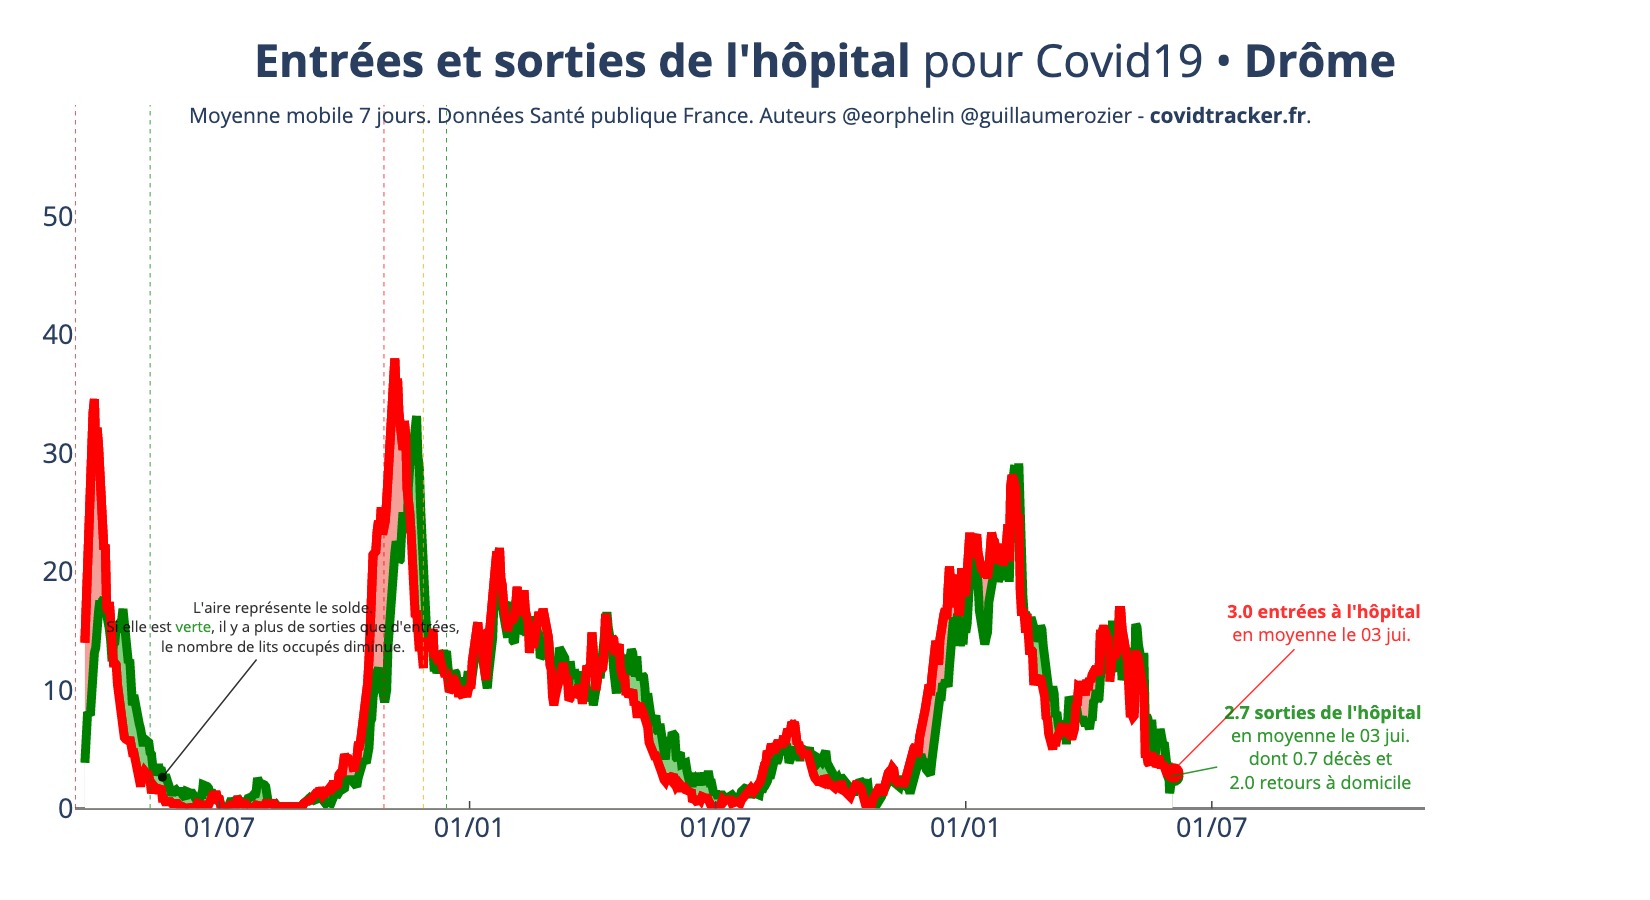 Entrées et sorties de l'hôpital pour Covid19 • Drôme
Moyenne mobile 7 jours. Données Santé publique France. Auteurs @eorphelin @guillaumerozier - covidtracker.fr.
50
40
30
20
10
0
L'aire représente le solde.
Si elle est verte, il y a plus de sorties que d'entrées,
le nombre de lits occupés diminue.
3.0 entrées à l'hôpital
en moyenne le 03 jui.
2.7 sorties de l'hôpital
en moyenne le 03 jui.
dont 0.7 décès et
2.0 retours à domicile
01/07
01/01
01/07
01/01
01/07